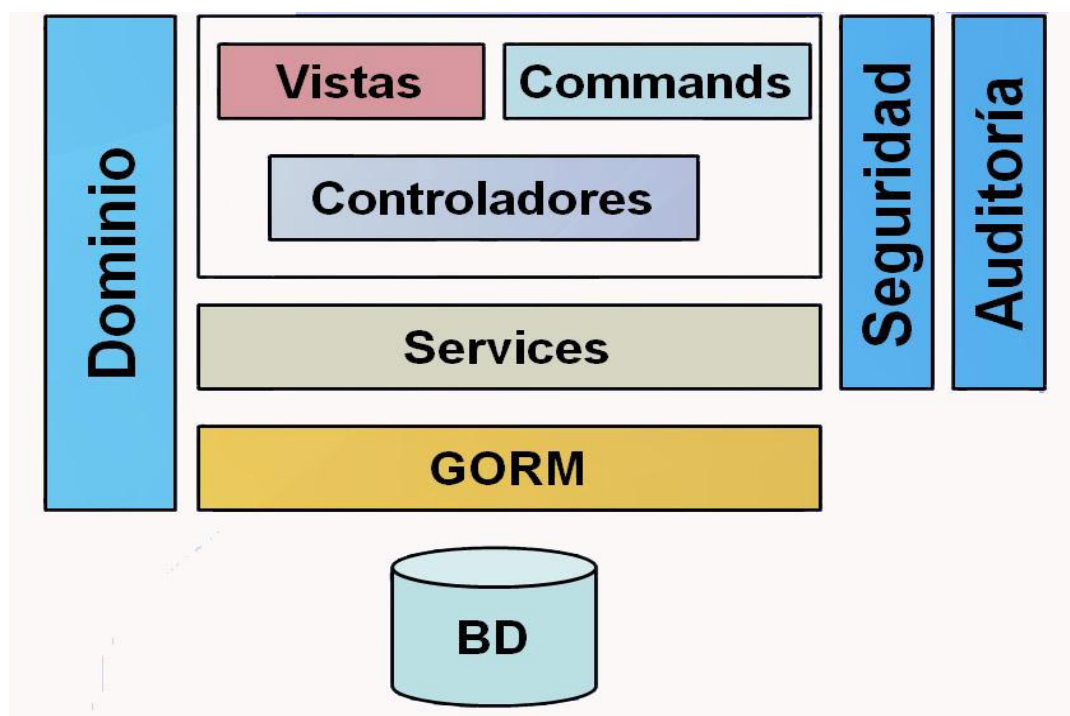 Dominio
Vistas
Commands
Controladores
Services
GORM
BD
Seguridad
Auditoría